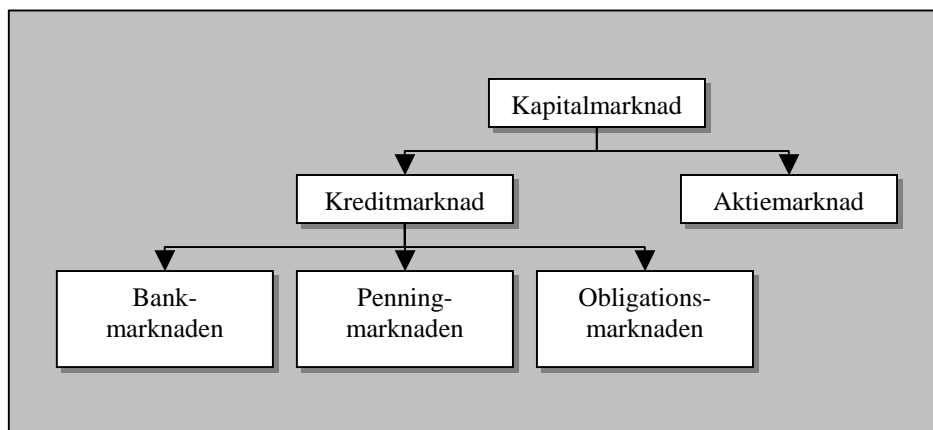 Kapitalmarknad
Kreditmarknad
Aktiemarknad
Bank-
marknaden
Penning-
marknaden
Obligations-
marknaden